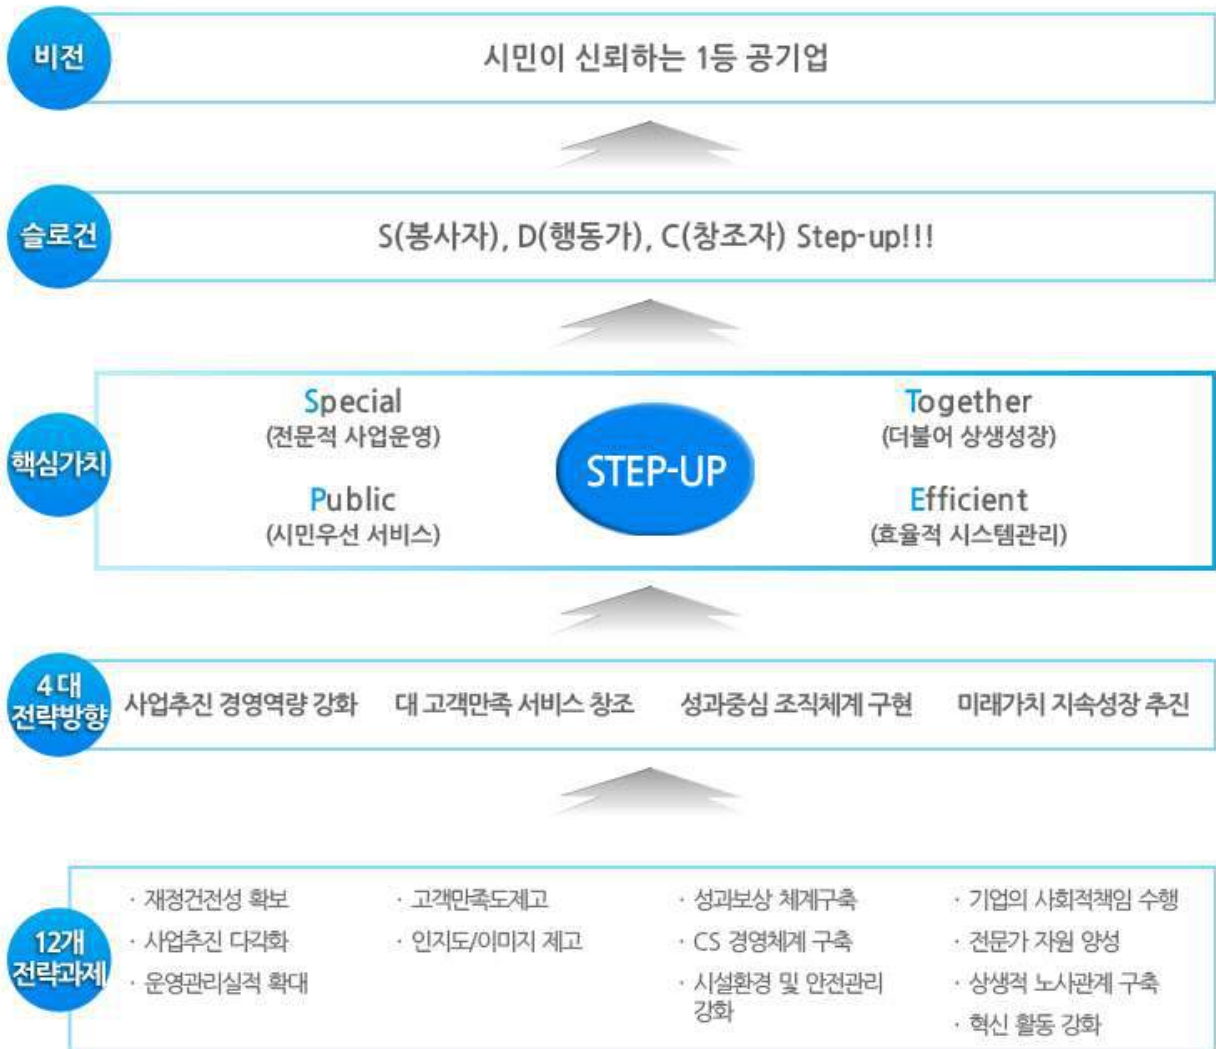 비전
시민이 신뢰하는 1등 공기업
슬로건
S(봉사자), D(행동가), C(창조자) Step-up!!!
핵심가치
Special
(전문적 사업운영)
Public
(시민우선 서비스)
STEP-UP
Together
(더불어 상생성장)
Efficient
(효율적 시스템관리)
4대
전략방향
사업추진 경영역량 강화
대 고객만족 서비스 창조
성과중심 조직체계 구현
미래가치 지속성장 추진
12개
전략과제
· 재정건전성 확보
· 사업추진 다각화
· 운영관리실적 확대
· 고객만족도제고
· 인지도/이미지 제고
· 성과보상 체계구축
· CS 경영체계 구축
· 시설환경 및 안전관리
강화
· 기업의 사회적책임 수행
· 전문가 자원 양성
· 상생적 노사관계 구축
· 혁신 활동 강화